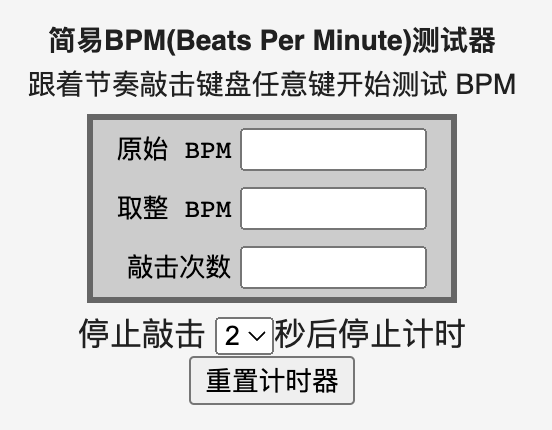 简易BPM(Beats Per Minute)测试器
跟着节奏敲击键盘任意键开始测试 BPM
原始 BPM
取整 BPM
敲击次数
停止敲击 2 秒后停止计时
重置计时器